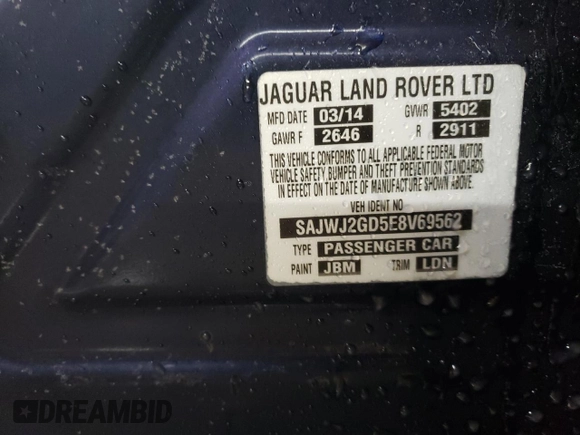 JAGUAR LAND ROVER LTD
MFD DATE 03/14 GVWR 5402
GAWR F 2646 R 2911
THIS VEHICLE CONFORMS TO ALL APPLICABLE FEDERAL MOTOR
VEHICLE SAFETY,BUMPER AND THEFT PREVENTION STANDARDS
IN EFFECT ON THE DATE OF MANUFACTURE SHOWN ABOVE.
VEH IDENT NO
SAJWJ2GD5E8V69562
TYPE PASSENGER CAR
PAINT JBM TRIM LDN
DREAMBID